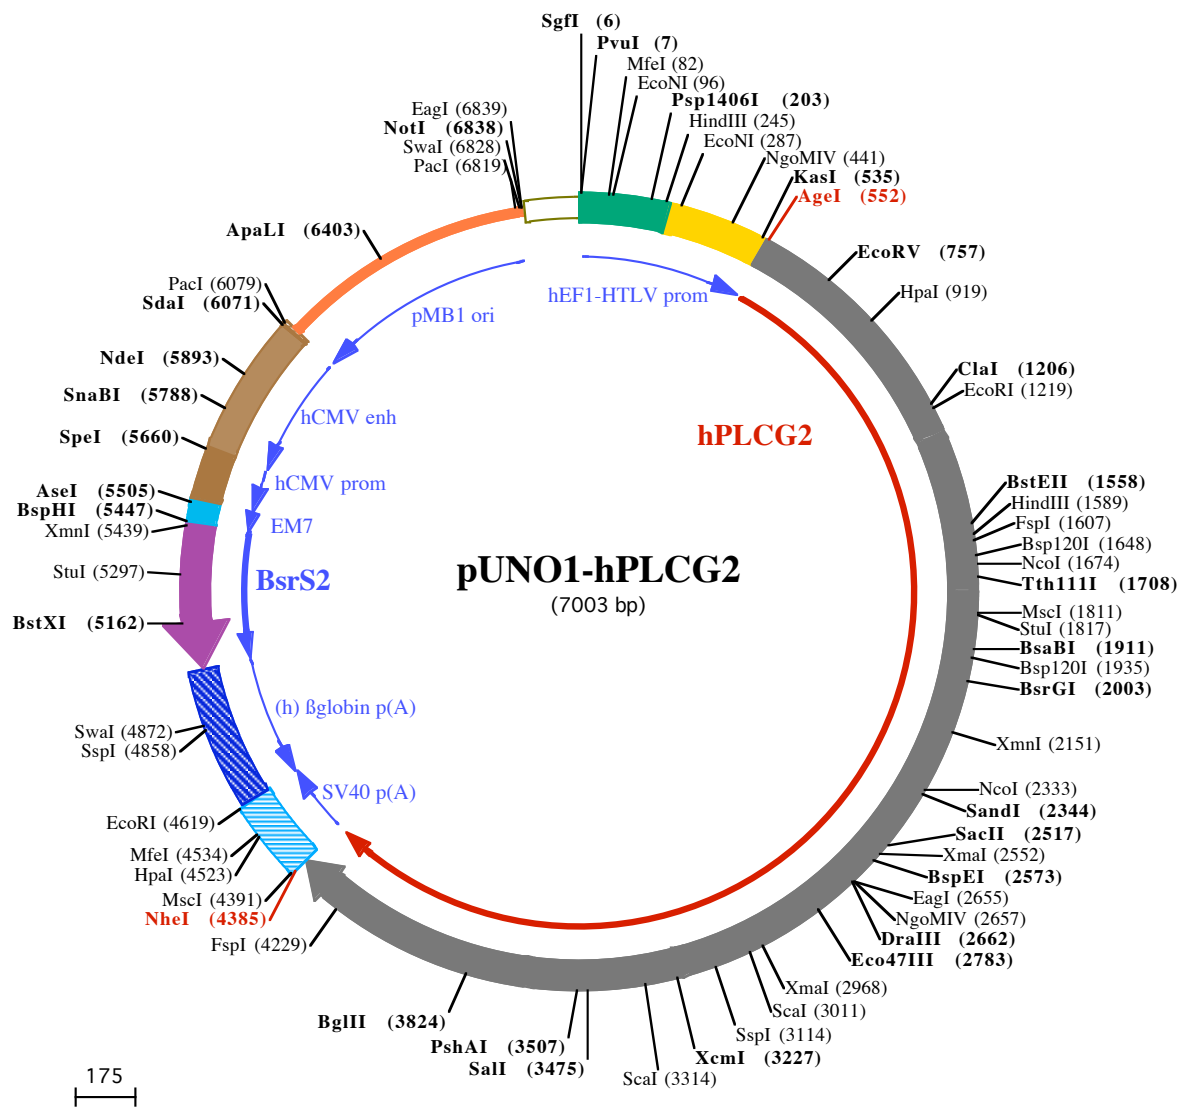 SgfI (6)
PvuI (7)
MfeI (82)
EcoNI (96)
Psp1406I (203)
HindIII (245)
EcoNI (287)
NgoMIV (441)
KasI (535)
AgeI (552)
EcoRV (757)
HpaI (919)
ClaI (1206)
EcoRI (1219)
BstEII (1558)
HindIII (1589)
FspI (1607)
Bsp120I (1648)
NcoI (1674)
Tth111I (1708)
MscI (1811)
StuI (1817)
BsaBI (1911)
Bsp120I (1935)
BsrGI (2003)
XmnI (2151)
NcoI (2333)
SandI (2344)
SacII (2517)
XmaI (2552)
BspEI (2573)
EagI (2655)
NgoMIV (2657)
DraIII (2662)
Eco47III (2783)
XmaI (2968)
ScaI (3011)
SspI (3114)
XcmI (3227)
ScaI (3314)
SalI (3475)
PshAI (3507)
BglII (3824)
FspI (4229)
NheI (4385)
MscI (4391)
HpaI (4523)
MfeI (4534)
EcoRI (4619)
SspI (4858)
SwaI (4872)
BstXI (5162)
StuI (5297)
XmnI (5439)
BspHI (5447)
AseI (5505)
SpeI (5660)
SnaBI (5788)
NdeI (5893)
SdaI (6071)
PacI (6079)
ApaLI (6403)
PacI (6819)
SwaI (6828)
NotI (6838)
EagI (6839)
hEF1-HTLV prom
pMB1 ori
hCMV enh
hPLCG2
hCMV prom
EM7
BsrS2
pUNO1-hPLCG2
(7003 bp)
(h) ßglobin p(A)
SV40 p(A)
175